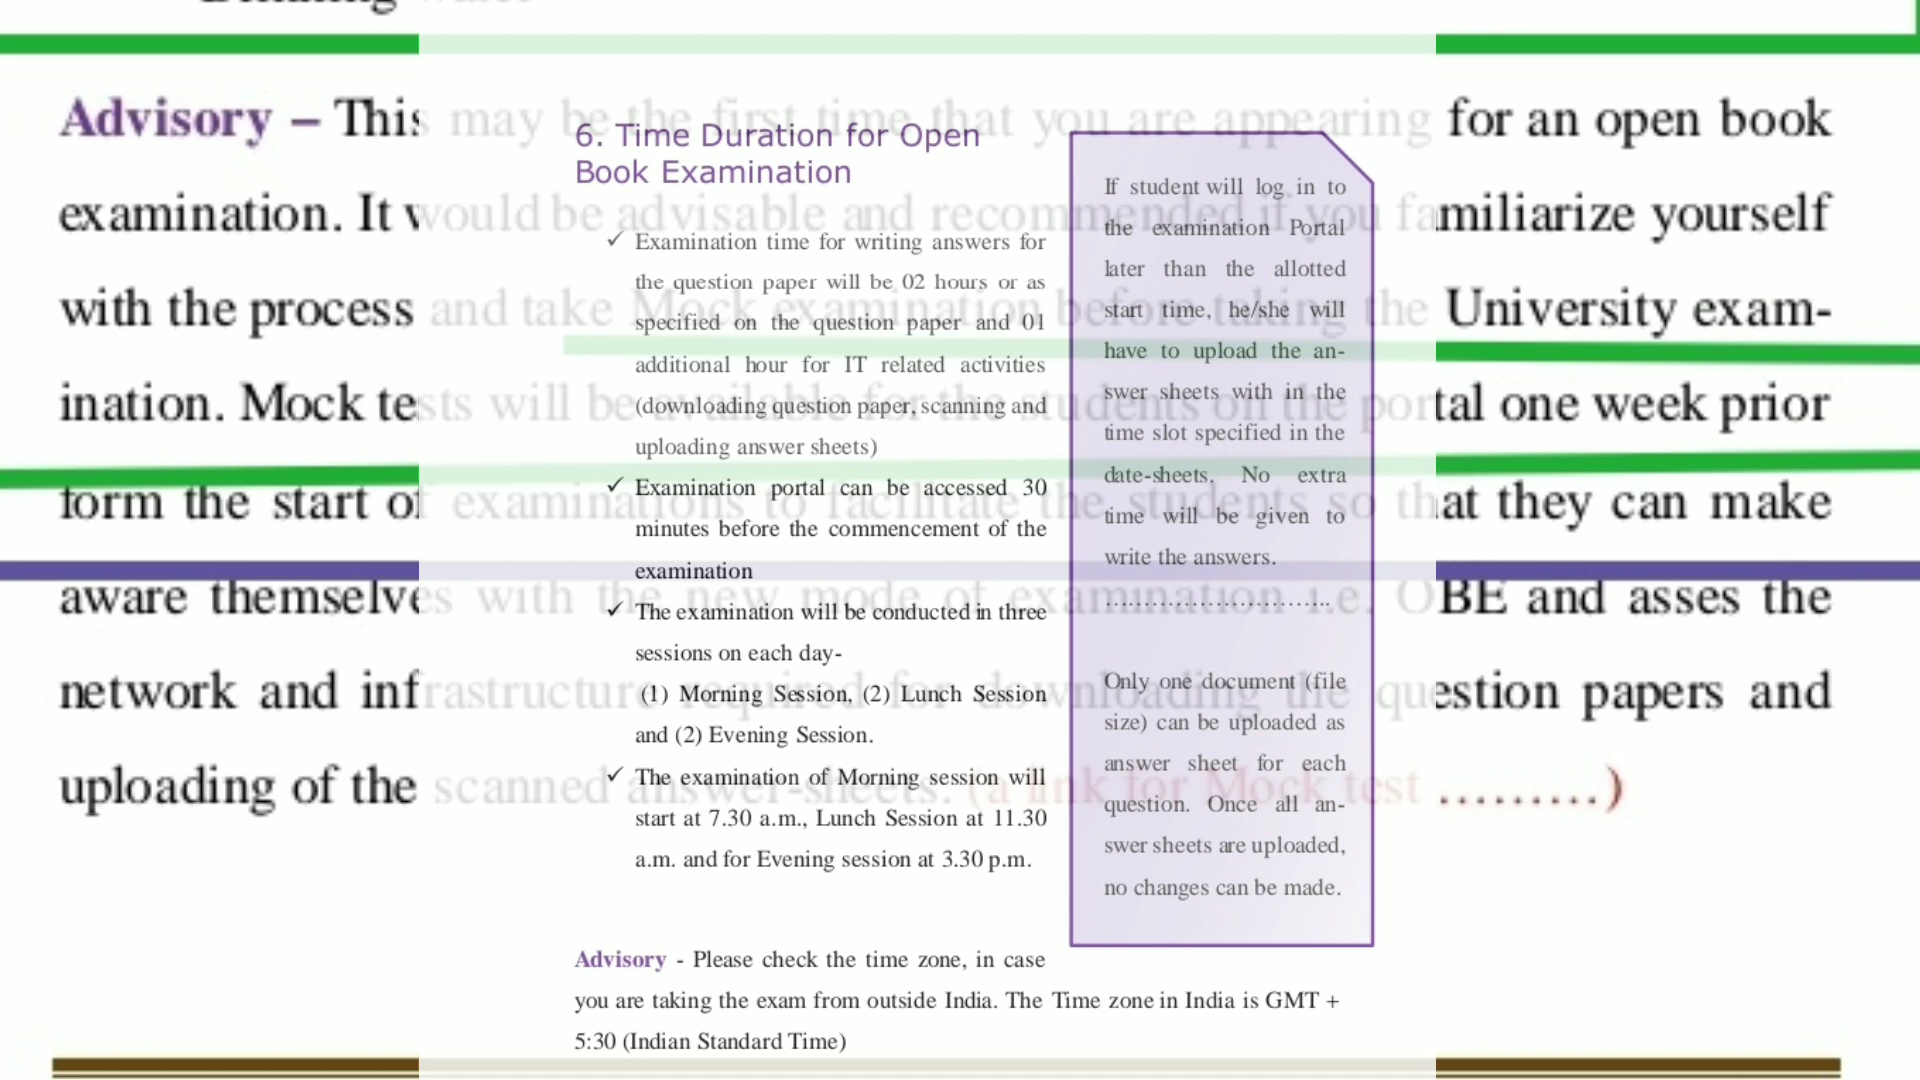 Advisory – This may be the first time that you are appearing for an open book
examination. It would be advisable and recommended if you familiarize yourself
with the process and take Mock examination before taking the University exam-
ination. Mock tests will be available for the students on the portal one week prior
form the start of examinations to facilitate the students so that they can make
aware themselves with the new mode of examination i.e. OBE and asses the
network and infrastructure required for downloading the question papers and
uploading of the scanned answer-sheets. (a link for Mock test .........)
6. Time Duration for Open
Book Examination
✓ Examination time for writing answers for
the question paper will be 02 hours or as
specified on the question paper and 01
additional hour for IT related activities
(downloading question paper, scanning and
uploading answer sheets)
✓ Examination portal can be accessed 30
minutes before the commencement of the
examination
✓ The examination will be conducted in three
sessions on each day-
(1) Morning Session, (2) Lunch Session
and (2) Evening Session.
✓ The examination of Morning session will
start at 7.30 a.m., Lunch Session at 11.30
a.m. and for Evening session at 3.30 p.m.
If student will log in to
the examination Portal
later than the allotted
start time, he/she will
have to upload the an-
swer sheets with in the
time slot specified in the
date-sheets. No extra
time will be given to
write the answers.
..............................
Only one document (file
size) can be uploaded as
answer sheet for each
question. Once all an-
swer sheets are uploaded,
no changes can be made.
Advisory - Please check the time zone, in case
you are taking the exam from outside India. The Time zone in India is GMT +
5:30 (Indian Standard Time)